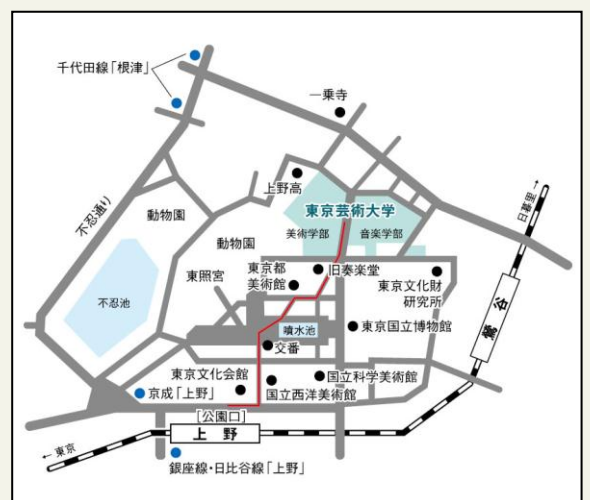 千代田線「根津」
一乗寺
上野高
東京芸術大学
美術学部
音楽学部
不忍通り
動物園
動物園
日暮里→
東京都
美術館
旧奏楽堂
東照宮
東京文化財
研究所
不忍池
鶯谷
噴水池
東京国立博物館
交番
東京文化会館
国立科学美術館
京成「上野」
国立西洋美術館
[公園口]
上野
←東京
銀座線・日比谷線「上野」